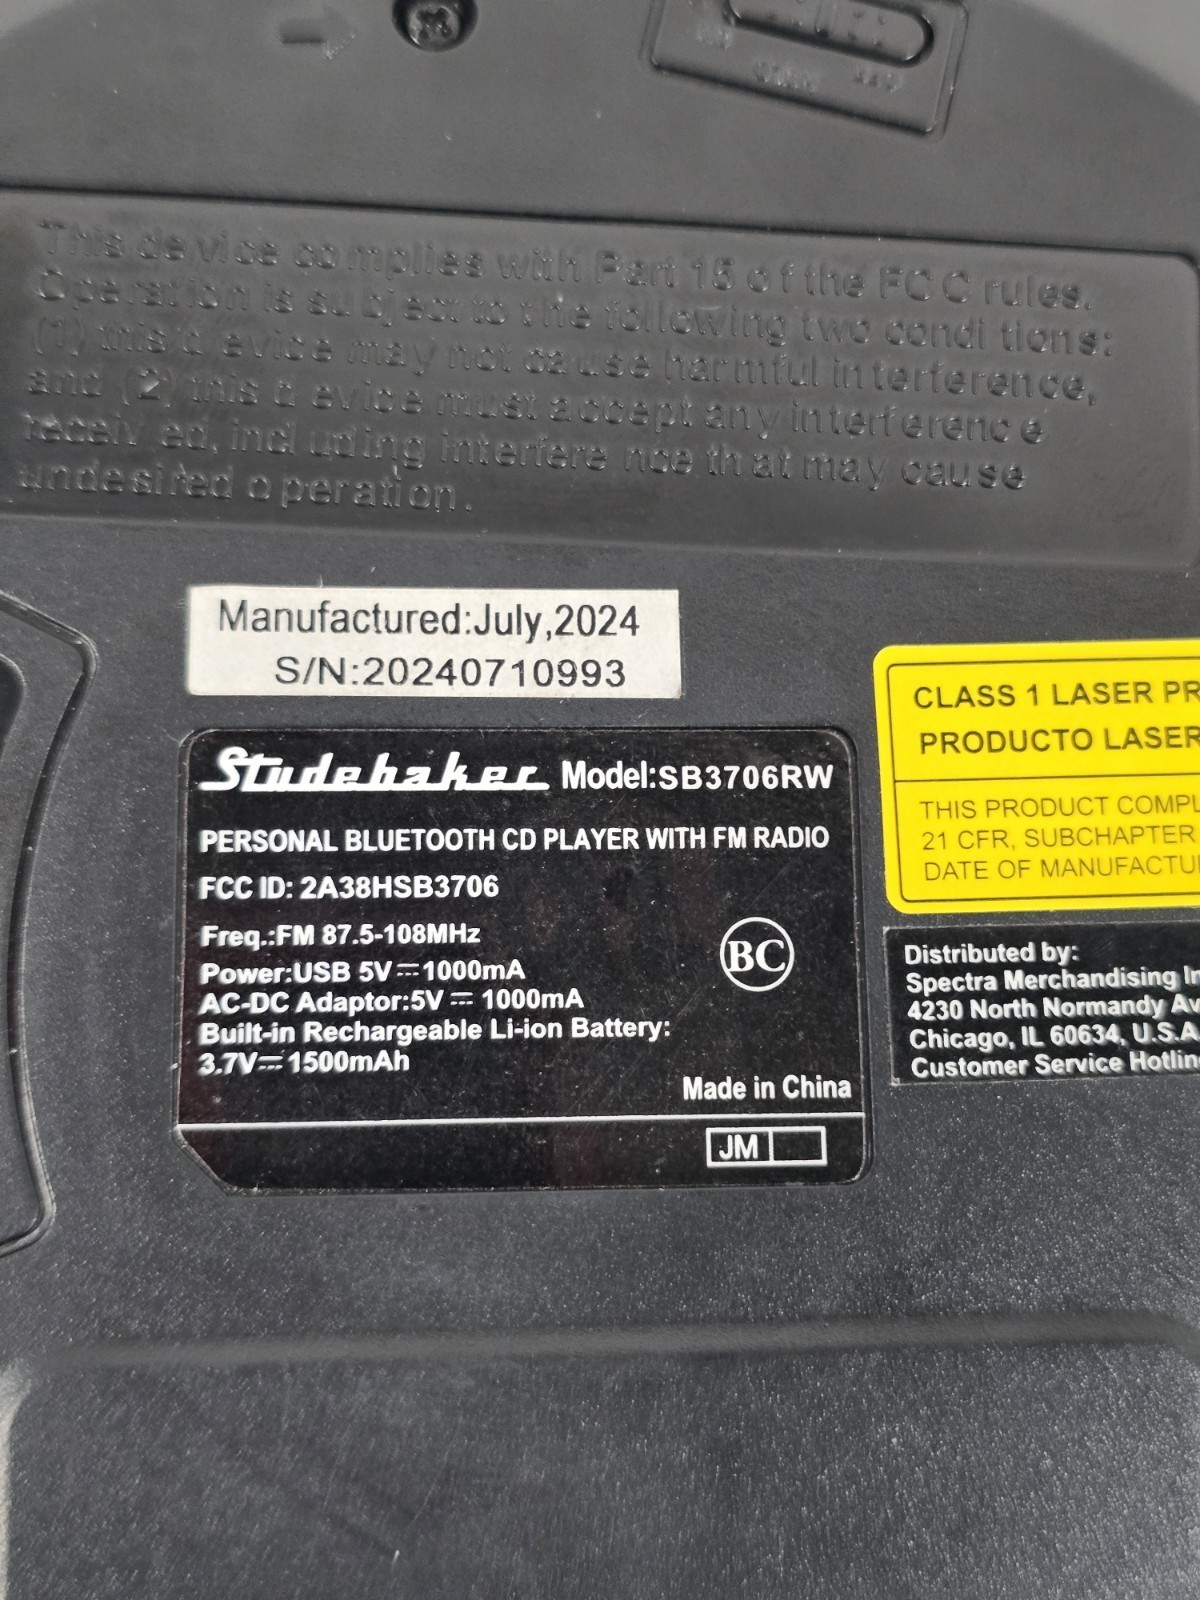 This device complies with Part 15 of the FCC rules.
Operation is subject to the following two conditions:
(1) this device may not cause harmful interference,
and (2) this device must accept any interference
received, including interference that may cause
undesired operation.
Manufactured:July,2024
S/N:20240710993
Studebaker Model:SB3706RW
PERSONAL BLUETOOTH CD PLAYER WITH FM RADIO
FCC ID: 2A38HSB3706
Freq.:FM 87.5-108MHz
Power:USB 5V⎓1000mA
AC-DC Adaptor:5V⎓1000mA
Built-in Rechargeable Li-ion Battery:
3.7V⎓1500mAh
BC
Made in China
JM
CLASS 1 LASER PR
PRODUCTO LASER
THIS PRODUCT COMPL
21 CFR, SUBCHAPTER
DATE OF MANUFACTU
Distributed by:
Spectra Merchandising In
4230 North Normandy Av
Chicago, IL 60634, U.S.A
Customer Service Hotlin